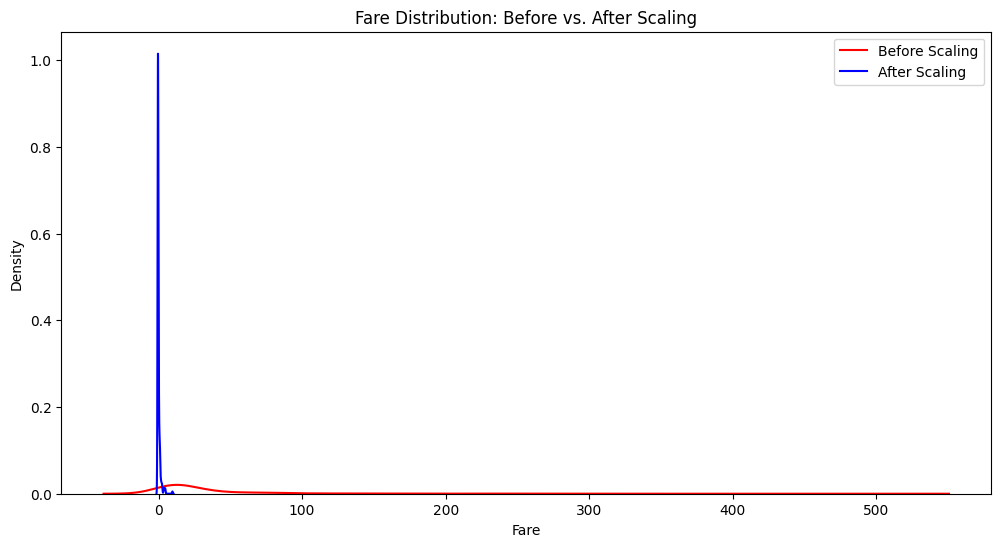 Fare Distribution: Before vs. After Scaling
Before Scaling
After Scaling
1.0
0.8
0.6
0.4
0.2
0.0
Density
0
100
200
300
400
500
Fare